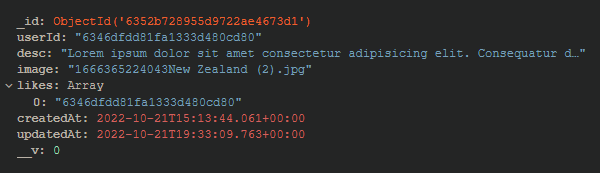 _id: ObjectId('6352b728955d9722ae4673d1')
userId: "6346dfdd81fa1333d480cd80"
desc: "Lorem ipsum dolor sit amet consectetur adipisicing elit. Consequatur d…"
image: "1666365224043New Zealand (2).jpg"
likes: Array
0: "6346dfdd81fa1333d480cd80"
createdAt: 2022-10-21T15:13:44.061+00:00
updatedAt: 2022-10-21T19:33:09.763+00:00
__v: 0